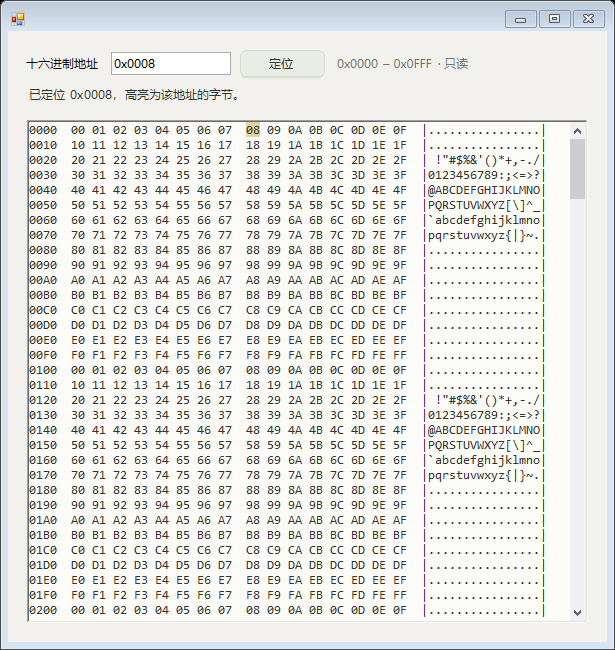 十六进制地址 0x0008 定位 0x0000 – 0x0FFF · 只读
已定位 0x0008，高亮为该地址的字节。
0000  00 01 02 03 04 05 06 07  08 09 0A 0B 0C 0D 0E 0F  |................|
0010  10 11 12 13 14 15 16 17  18 19 1A 1B 1C 1D 1E 1F  |................|
0020  20 21 22 23 24 25 26 27  28 29 2A 2B 2C 2D 2E 2F  | !"#$%&'()*+,-./|
0030  30 31 32 33 34 35 36 37  38 39 3A 3B 3C 3D 3E 3F  |0123456789:;<=>?|
0040  40 41 42 43 44 45 46 47  48 49 4A 4B 4C 4D 4E 4F  |@ABCDEFGHIJKLMNO|
0050  50 51 52 53 54 55 56 57  58 59 5A 5B 5C 5D 5E 5F  |PQRSTUVWXYZ[\]^_|
0060  60 61 62 63 64 65 66 67  68 69 6A 6B 6C 6D 6E 6F  |`abcdefghijklmno|
0070  70 71 72 73 74 75 76 77  78 79 7A 7B 7C 7D 7E 7F  |pqrstuvwxyz{|}~.|
0080  80 81 82 83 84 85 86 87  88 89 8A 8B 8C 8D 8E 8F  |................|
0090  90 91 92 93 94 95 96 97  98 99 9A 9B 9C 9D 9E 9F  |................|
00A0  A0 A1 A2 A3 A4 A5 A6 A7  A8 A9 AA AB AC AD AE AF  |................|
00B0  B0 B1 B2 B3 B4 B5 B6 B7  B8 B9 BA BB BC BD BE BF  |................|
00C0  C0 C1 C2 C3 C4 C5 C6 C7  C8 C9 CA CB CC CD CE CF  |................|
00D0  D0 D1 D2 D3 D4 D5 D6 D7  D8 D9 DA DB DC DD DE DF  |................|
00E0  E0 E1 E2 E3 E4 E5 E6 E7  E8 E9 EA EB EC ED EE EF  |................|
00F0  F0 F1 F2 F3 F4 F5 F6 F7  F8 F9 FA FB FC FD FE FF  |................|
0100  00 01 02 03 04 05 06 07  08 09 0A 0B 0C 0D 0E 0F  |................|
0110  10 11 12 13 14 15 16 17  18 19 1A 1B 1C 1D 1E 1F  |................|
0120  20 21 22 23 24 25 26 27  28 29 2A 2B 2C 2D 2E 2F  | !"#$%&'()*+,-./|
0130  30 31 32 33 34 35 36 37  38 39 3A 3B 3C 3D 3E 3F  |0123456789:;<=>?|
0140  40 41 42 43 44 45 46 47  48 49 4A 4B 4C 4D 4E 4F  |@ABCDEFGHIJKLMNO|
0150  50 51 52 53 54 55 56 57  58 59 5A 5B 5C 5D 5E 5F  |PQRSTUVWXYZ[\]^_|
0160  60 61 62 63 64 65 66 67  68 69 6A 6B 6C 6D 6E 6F  |`abcdefghijklmno|
0170  70 71 72 73 74 75 76 77  78 79 7A 7B 7C 7D 7E 7F  |pqrstuvwxyz{|}~.|
0180  80 81 82 83 84 85 86 87  88 89 8A 8B 8C 8D 8E 8F  |................|
0190  90 91 92 93 94 95 96 97  98 99 9A 9B 9C 9D 9E 9F  |................|
01A0  A0 A1 A2 A3 A4 A5 A6 A7  A8 A9 AA AB AC AD AE AF  |................|
01B0  B0 B1 B2 B3 B4 B5 B6 B7  B8 B9 BA BB BC BD BE BF  |................|
01C0  C0 C1 C2 C3 C4 C5 C6 C7  C8 C9 CA CB CC CD CE CF  |................|
01D0  D0 D1 D2 D3 D4 D5 D6 D7  D8 D9 DA DB DC DD DE DF  |................|
01E0  E0 E1 E2 E3 E4 E5 E6 E7  E8 E9 EA EB EC ED EE EF  |................|
01F0  F0 F1 F2 F3 F4 F5 F6 F7  F8 F9 FA FB FC FD FE FF  |................|
0200  00 01 02 03 04 05 06 07  08 09 0A 0B 0C 0D 0E 0F  |................|